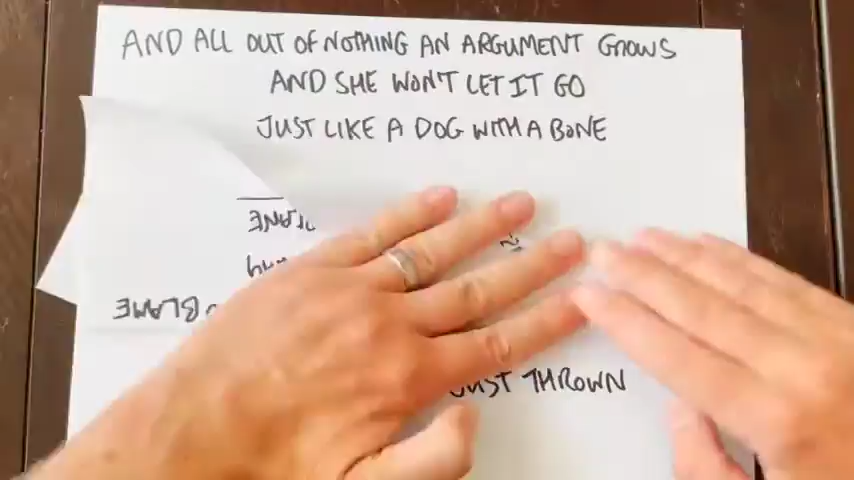 AND ALL OUT OF NOTHING AN ARGUMENT GROWS
AND SHE WON'T LET IT GO
JUST LIKE A DOG WITH A BONE
BLAME
JUST THROWN